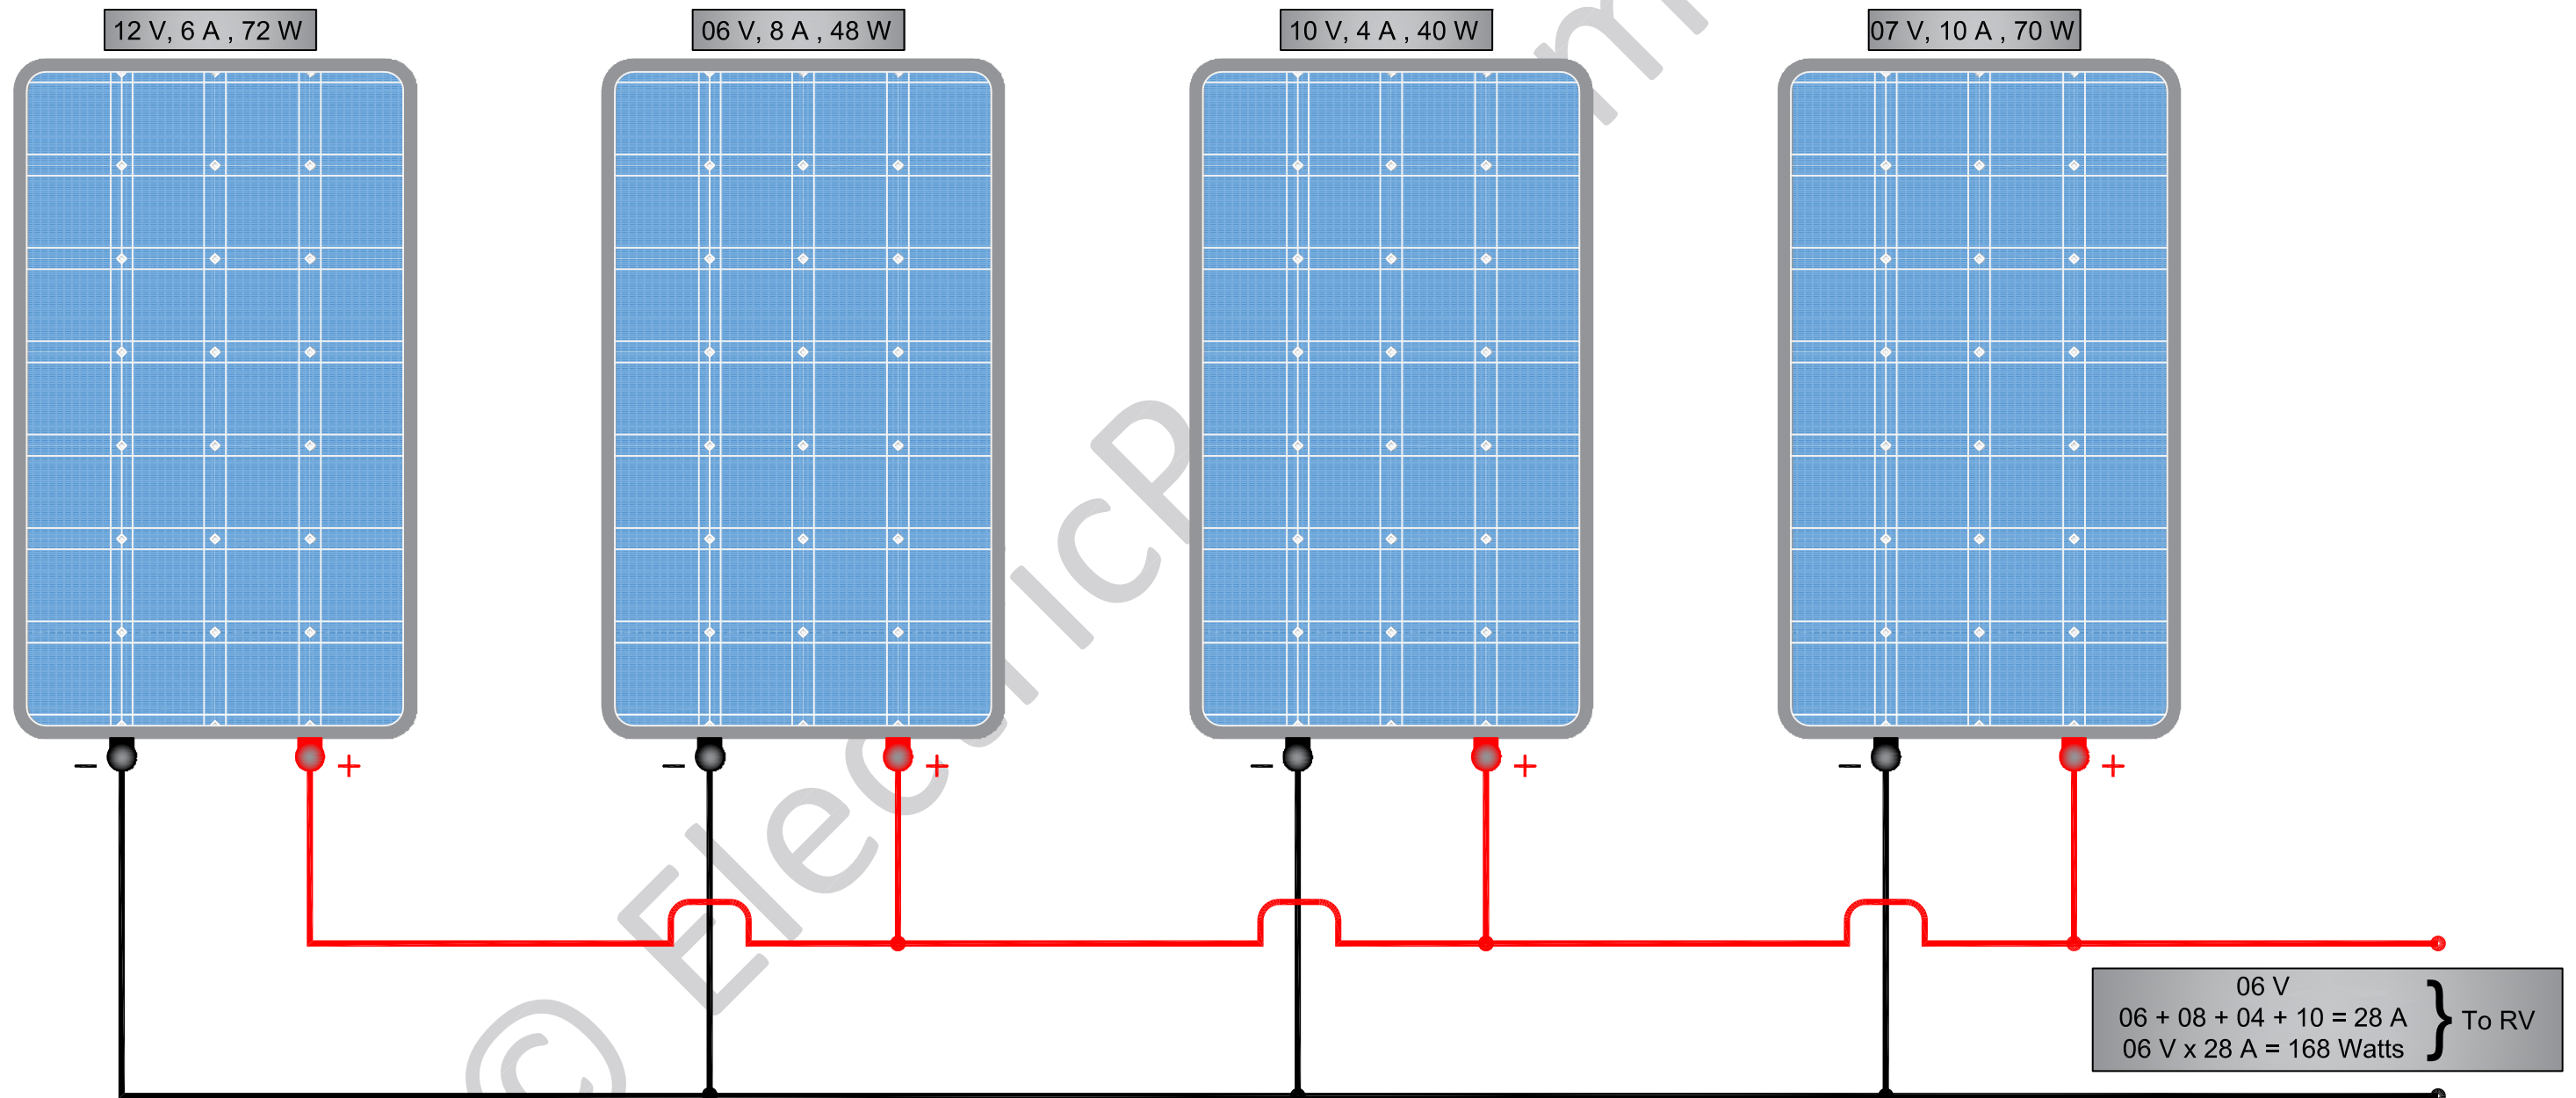 12 V, 6 A , 72 W
06 V, 8 A , 48 W
10 V, 4 A , 40 W
07 V, 10 A , 70 W
− +
− +
− +
− +
06 V
06 + 08 + 04 + 10 = 28 A
06 V x 28 A = 168 Watts
} To RV